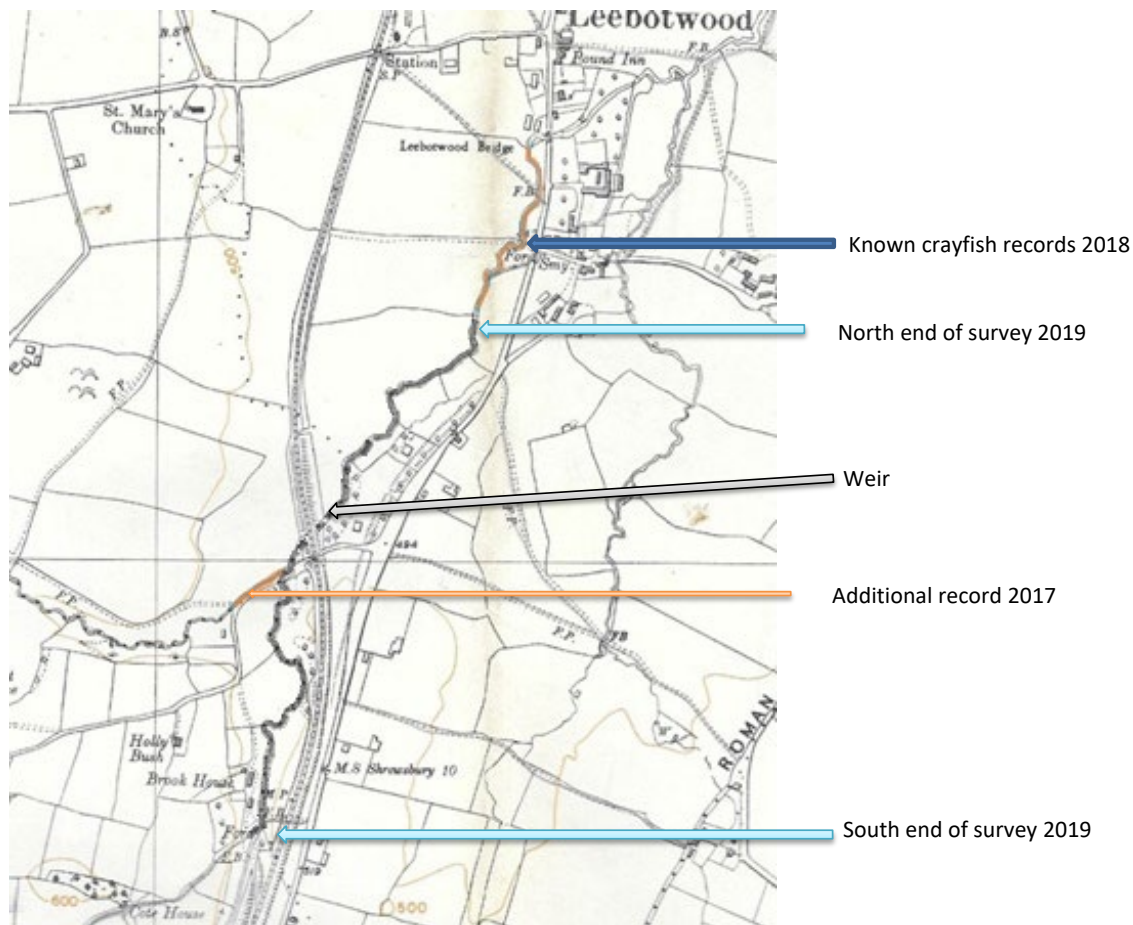 Leebotwood
B.S
F.B.
Station
Pound Inn
S.P
St. Mary's
Church
Leebotwood Bridge
F.B.
Known crayfish records 2018
Smy
North end of survey 2019
F.P.
Weir
F.P.
494
F.P.
Additional record 2017
F.P.
FB
ROMAN
Holly
Bush
Brook House
M.S Shrewsbury 10
M.P
South end of survey 2019
600
Cote House
500